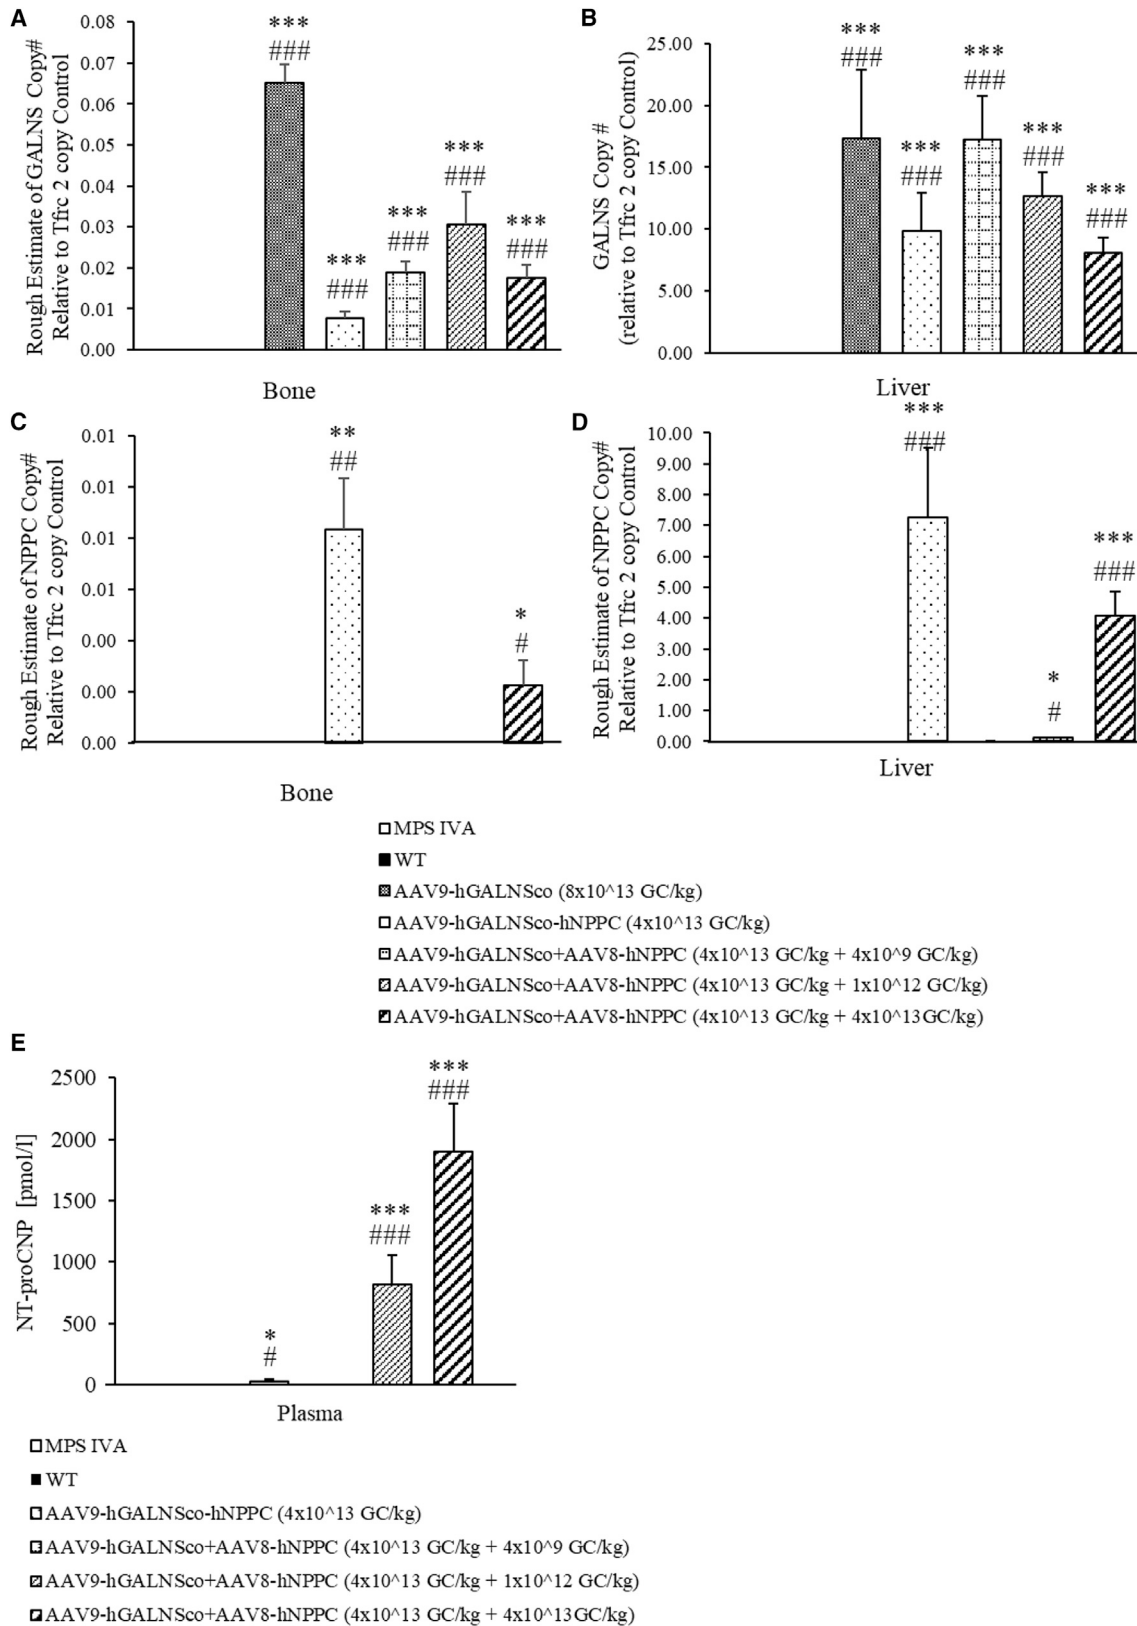 A
Rough Estimate of GALNS Copy#
Relative to Tfrc 2 copy Control
0.08
0.07
0.06
0.05
0.04
0.03
0.02
0.01
0.00
***
###
***
###
***
###
***
###
***
###
Bone
B
GALNS Copy #
(relative to Tfrc 2 copy Control)
25.00
20.00
15.00
10.00
5.00
0.00
***
###
***
###
***
###
***
###
***
###
Liver
C
Rough Estimate of NPPC Copy#
Relative to Tfrc 2 copy Control
0.01
0.01
0.01
0.01
0.00
0.00
0.00
**
##
*
#
Bone
D
Rough Estimate of NPPC Copy#
Relative to Tfrc 2 copy Control
10.00
9.00
8.00
7.00
6.00
5.00
4.00
3.00
2.00
1.00
0.00
***
###
*
#
***
###
Liver
MPS IVA
WT
AAV9-hGALNSco (8x10^13 GC/kg)
AAV9-hGALNSco-hNPPC (4x10^13 GC/kg)
AAV9-hGALNSco+AAV8-hNPPC (4x10^13 GC/kg + 4x10^9 GC/kg)
AAV9-hGALNSco+AAV8-hNPPC (4x10^13 GC/kg + 1x10^12 GC/kg)
AAV9-hGALNSco+AAV8-hNPPC (4x10^13 GC/kg + 4x10^13GC/kg)
E
NT-proCNP [pmol/l]
2500
2000
1500
1000
500
0
*
#
***
###
***
###
Plasma
MPS IVA
WT
AAV9-hGALNSco-hNPPC (4x10^13 GC/kg)
AAV9-hGALNSco+AAV8-hNPPC (4x10^13 GC/kg + 4x10^9 GC/kg)
AAV9-hGALNSco+AAV8-hNPPC (4x10^13 GC/kg + 1x10^12 GC/kg)
AAV9-hGALNSco+AAV8-hNPPC (4x10^13 GC/kg + 4x10^13GC/kg)